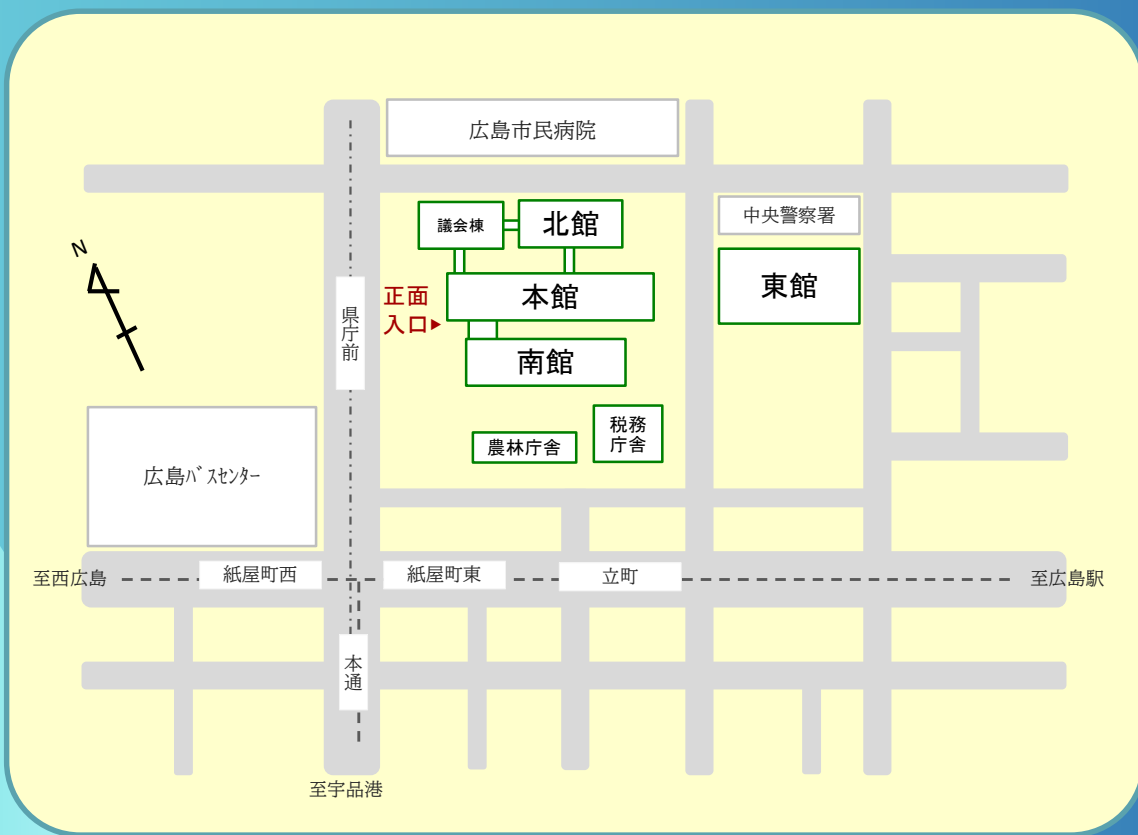 広島市民病院
議会棟
北館
中央警察署
N
本館
東館
正面
入口▶
県庁前
南館
税務
庁舎
農林庁舎
広島バスセンター
至西広島
紙屋町西
紙屋町東
立町
至広島駅
本通
至宇品港